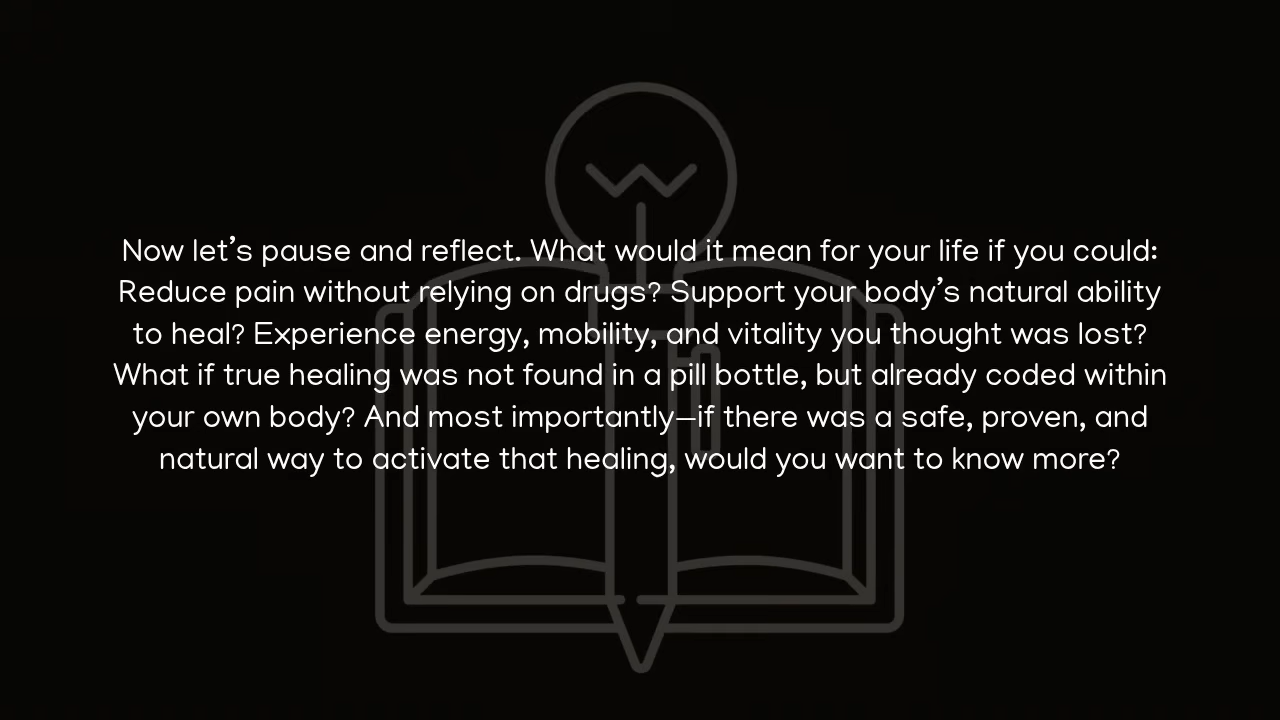 Now let’s pause and reflect. What would it mean for your life if you could:
Reduce pain without relying on drugs? Support your body’s natural ability
to heal? Experience energy, mobility, and vitality you thought was lost?
What if true healing was not found in a pill bottle, but already coded within
your own body? And most importantly—if there was a safe, proven, and
natural way to activate that healing, would you want to know more?